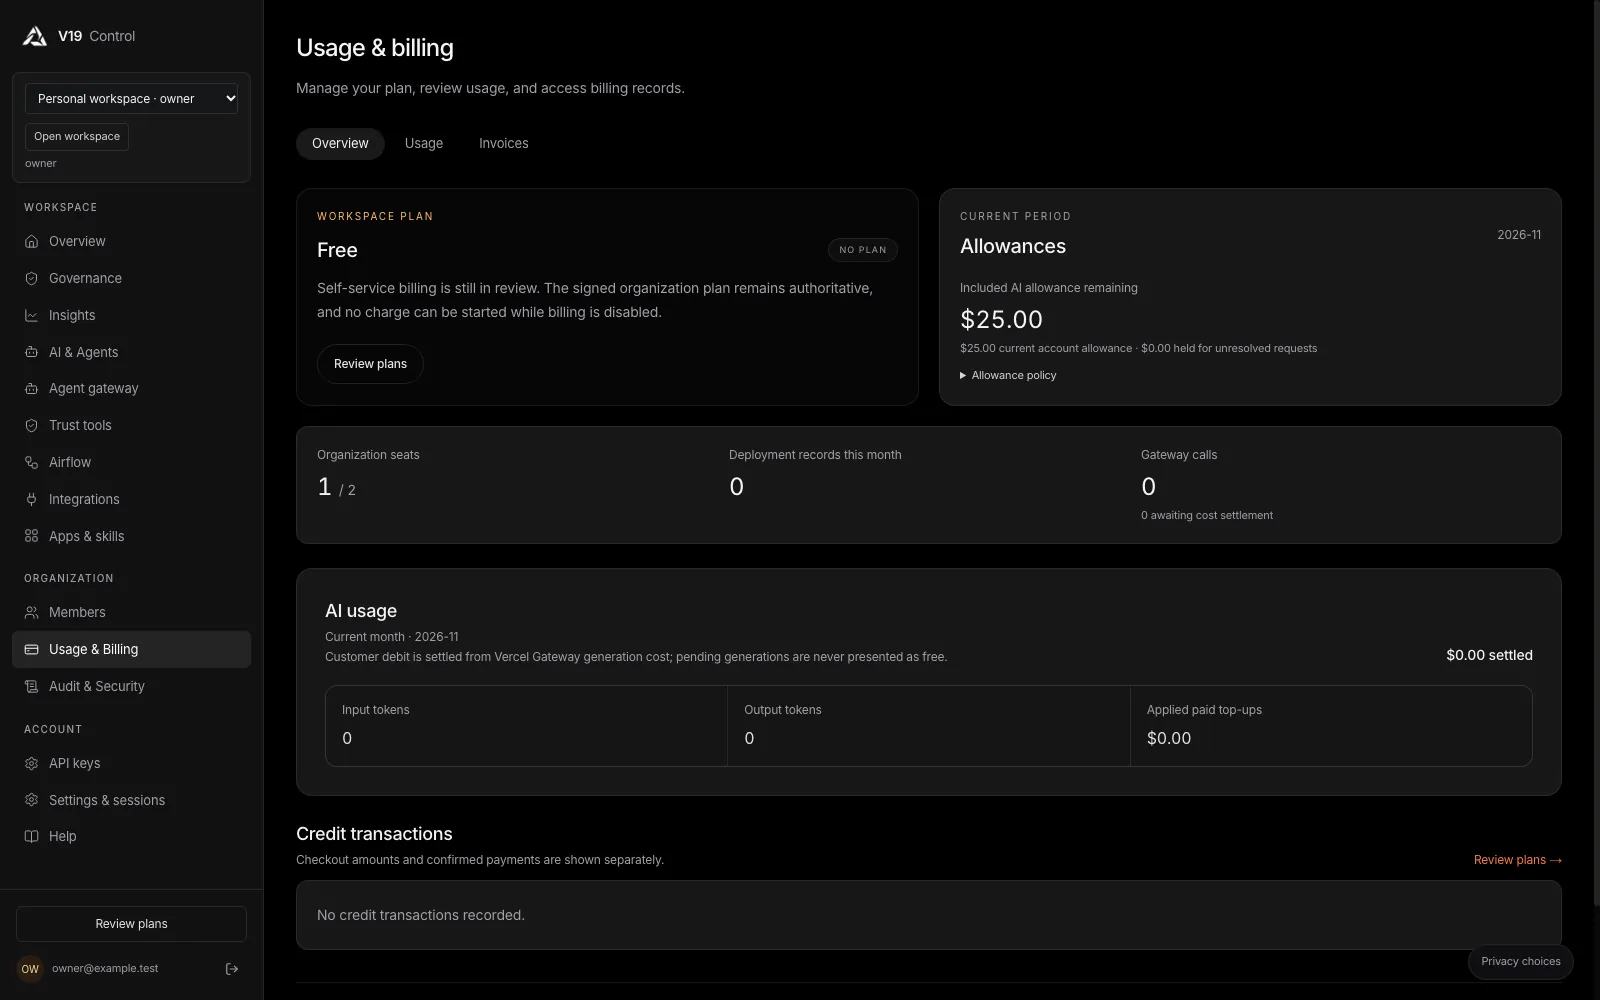 V19 Control
Personal workspace · owner
Open workspace
owner
WORKSPACE
Overview
Governance
Insights
AI & Agents
Agent gateway
Trust tools
Airflow
Integrations
Apps & skills
ORGANIZATION
Members
Usage & Billing
Audit & Security
ACCOUNT
API keys
Settings & sessions
Help
Review plans
OW
owner@example.test
Usage & billing
Manage your plan, review usage, and access billing records.
Overview
Usage
Invoices
WORKSPACE PLAN
Free
NO PLAN
Self-service billing is still in review. The signed organization plan remains authoritative,
and no charge can be started while billing is disabled.
Review plans
CURRENT PERIOD
Allowances
2026-11
Included AI allowance remaining
$25.00
$25.00 current account allowance · $0.00 held for unresolved requests
Allowance policy
Organization seats
1 / 2
Deployment records this month
0
Gateway calls
0
0 awaiting cost settlement
AI usage
Current month · 2026-11
Customer debit is settled from Vercel Gateway generation cost; pending generations are never presented as free.
$0.00 settled
Input tokens
0
Output tokens
0
Applied paid top-ups
$0.00
Credit transactions
Checkout amounts and confirmed payments are shown separately.
Review plans →
No credit transactions recorded.
Privacy choices